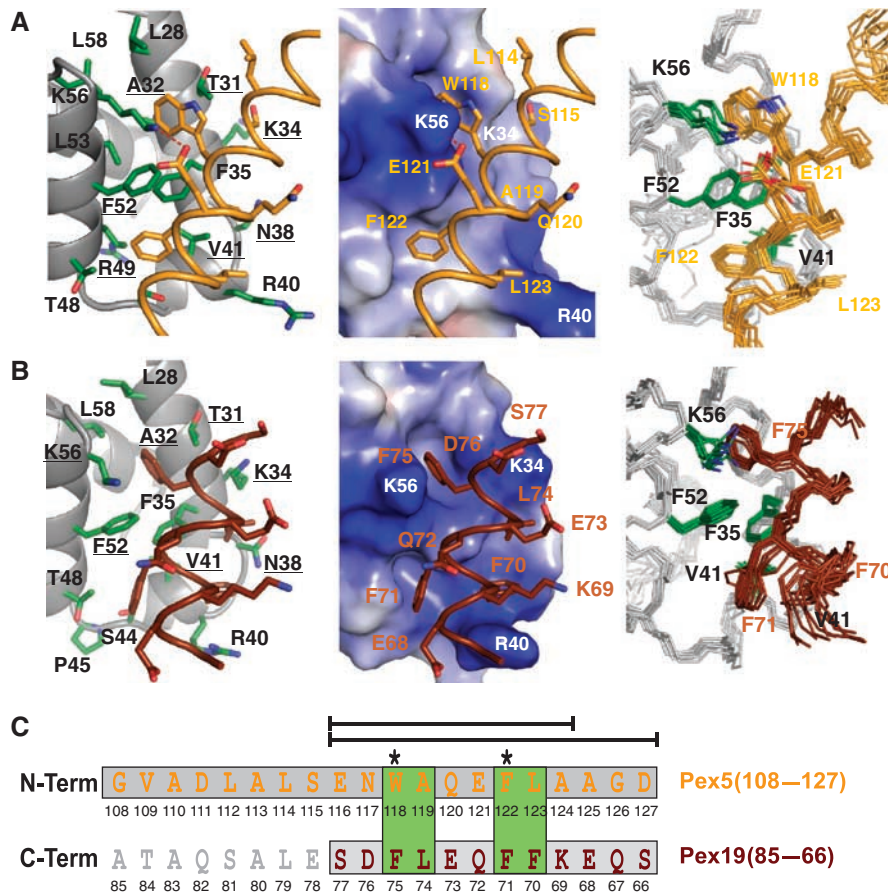 A
L28
L58
A32
T31
K56
K34
L53
F35
F52
N38
V41
R49
R40
T48
L114
W118
K56
S115
K34
E121
A119
F122
Q120
L123
R40
K56
W118
E121
F52
F35
F122
V41
L123
B
L28
L58
T31
A32
K56
K34
F35
F52
V41
N38
T48
S44
R40
P45
S77
D76
F75
K34
K56
L74
E73
Q72
F70
K69
F71
E68
R40
K56
F75
F52
F35
V41
F70
F71
V41
C
* *
N-Term G V A D L A L S E N W A Q E F L A A G D Pex5(108–127)
108 109 110 111 112 113 114 115 116 117 118 119 120 121 122 123 124 125 126 127
C-Term A T A Q S A L E S D F L E Q F F K E Q S Pex19(85–66)
85 84 83 82 81 80 79 78 77 76 75 74 73 72 71 70 69 68 67 66